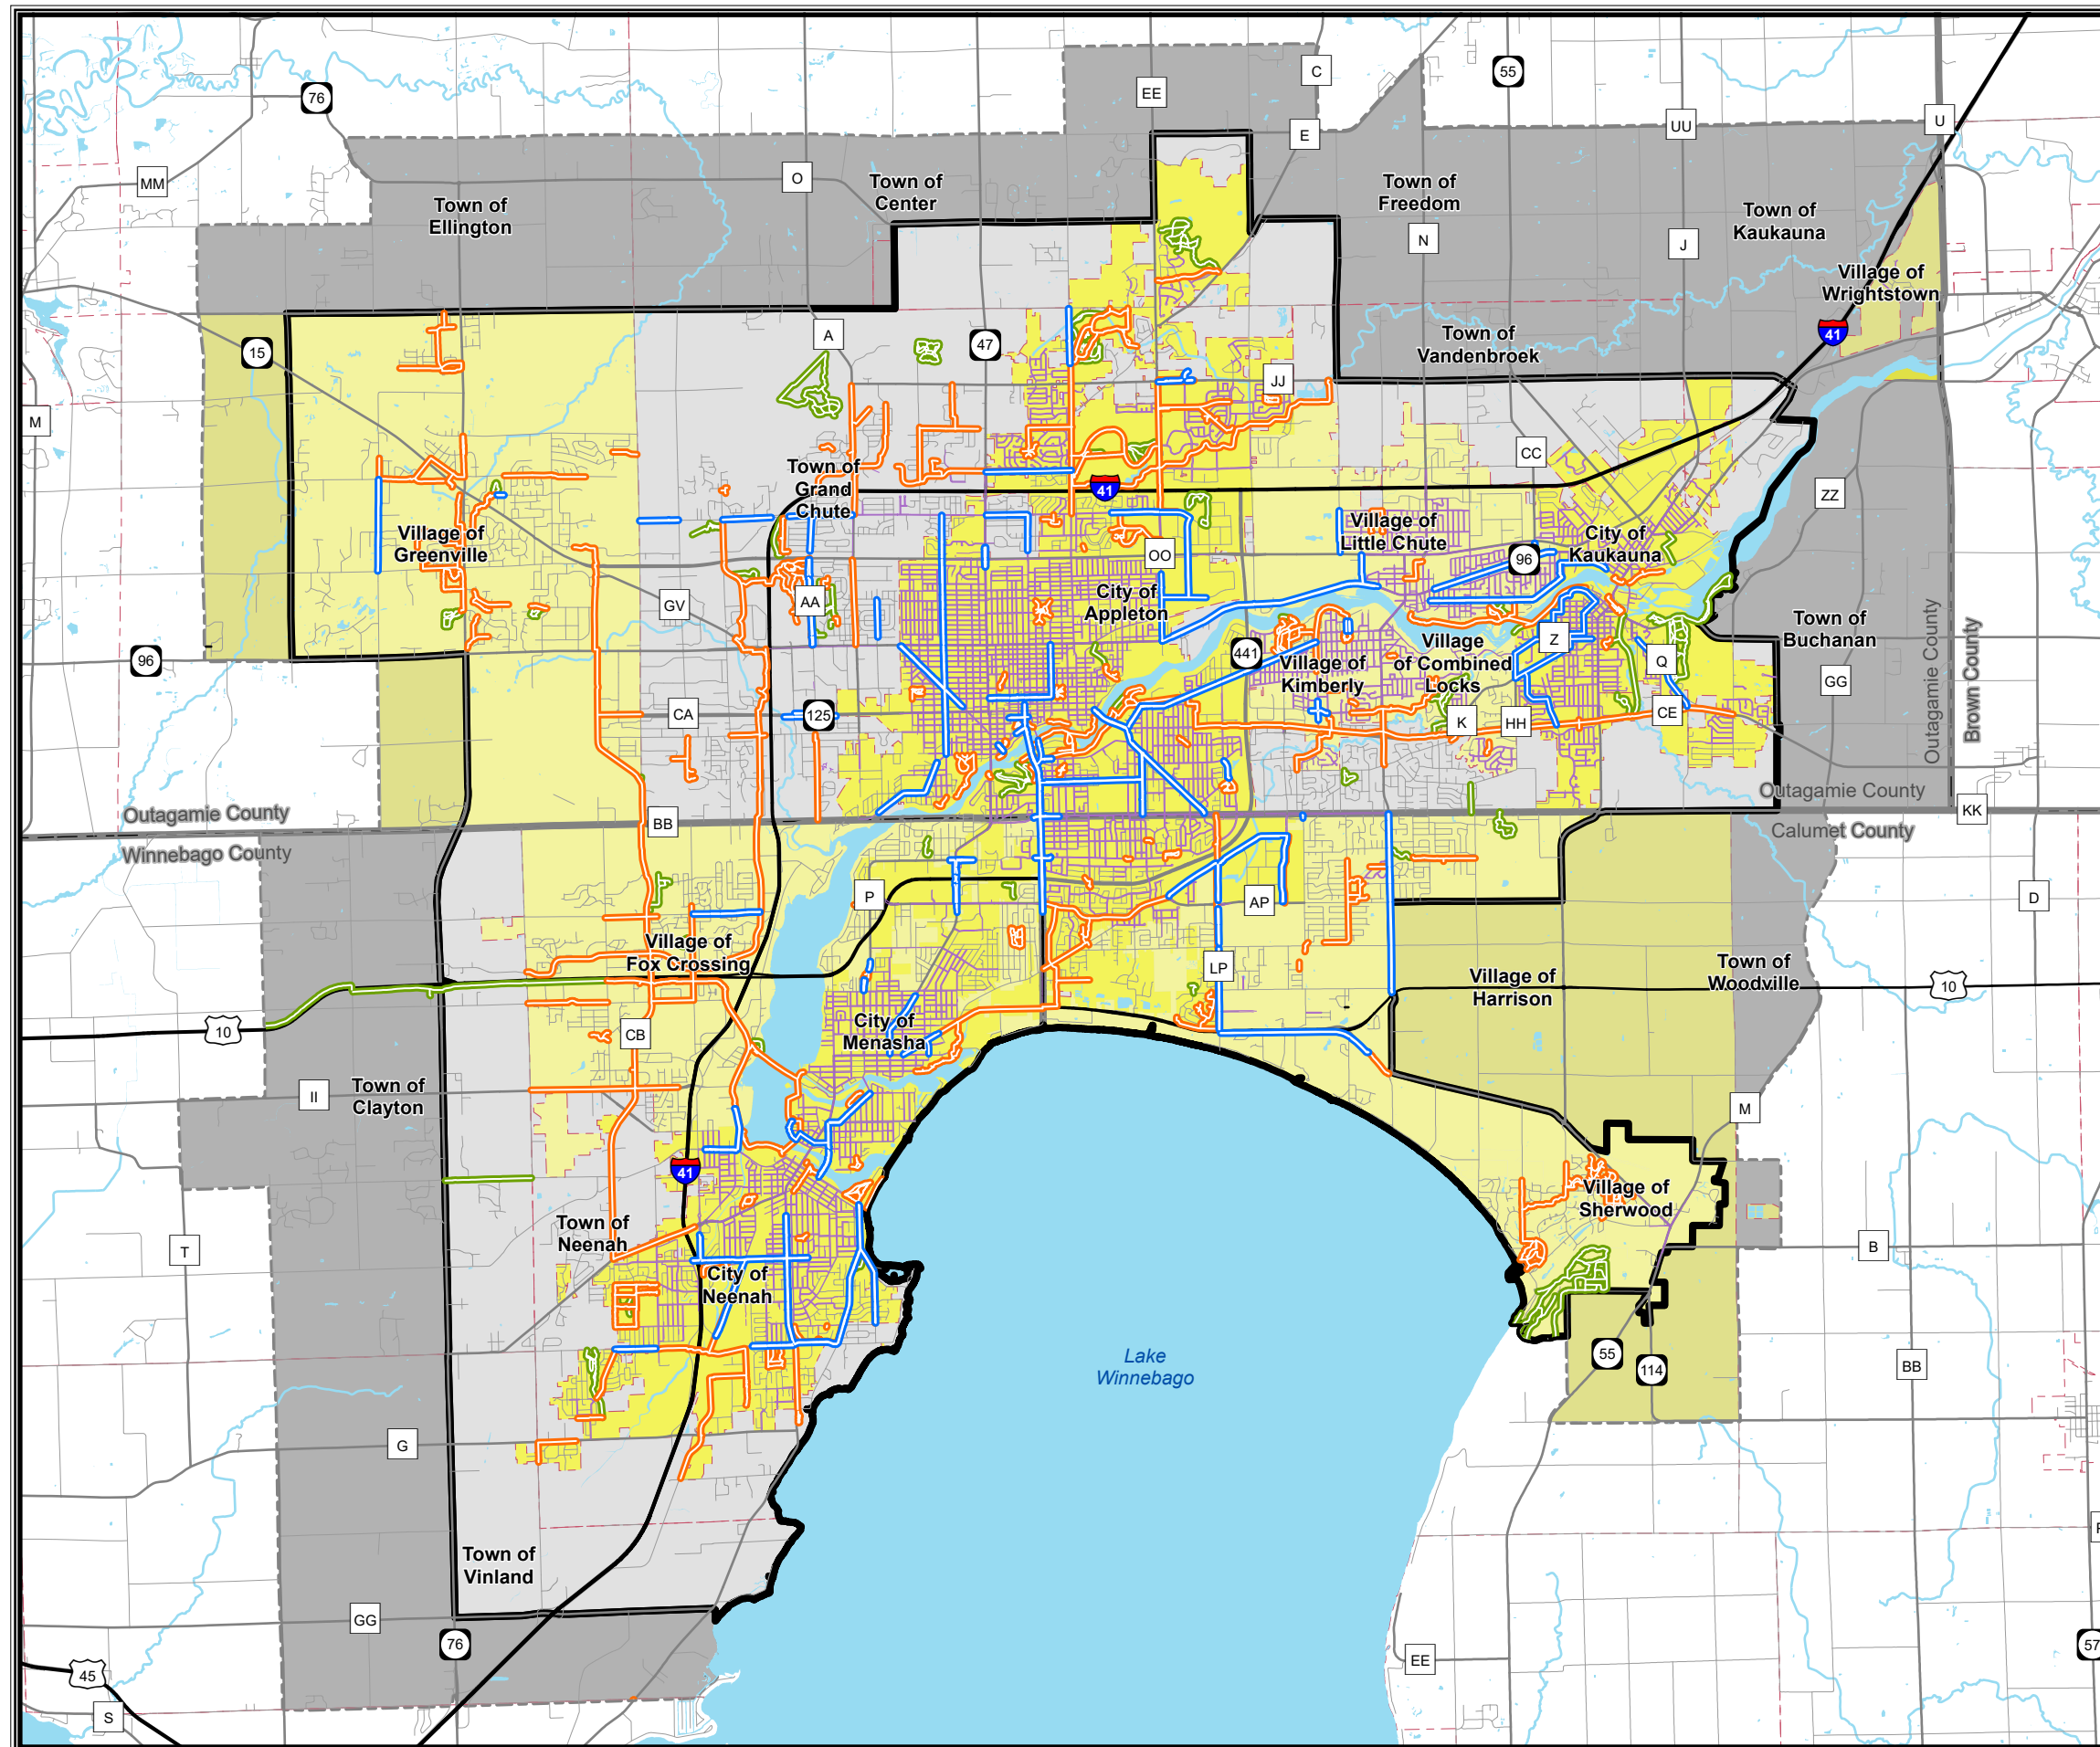 C
55
76
EE
U
E
UU
MM
O
Town of
Center
Town of
Freedom
Town of
Ellington
Town of
Kaukauna
N
J
Village of
Wrightstown
41
A
47
Town of
Vandenbroek
15
JJ
M
CC
Town of
Grand
Chute
41
ZZ
Village of
Little Chute
Village of
Greenville
City of
Kaukauna
OO
96
GV
AA
City of
Appleton
Town of
Buchanan
Outagamie County
Brown County
96
441
Z
Village of
Kimberly
Village
of Combined
Locks
Q
GG
CA
125
K
HH
CE
Outagamie County
Outagamie County
BB
KK
Winnebago County
Calumet County
P
AP
D
Village of
Fox Crossing
LP
Village of
Harrison
Town of
Woodville
10
10
CB
City of
Menasha
II
Town of
Clayton
M
41
Village of
Sherwood
Town of
Neenah
T
B
City of
Neenah
55
114
BB
Lake
Winnebago
G
Town of
Vinland
GG
76
57
EE
45
S